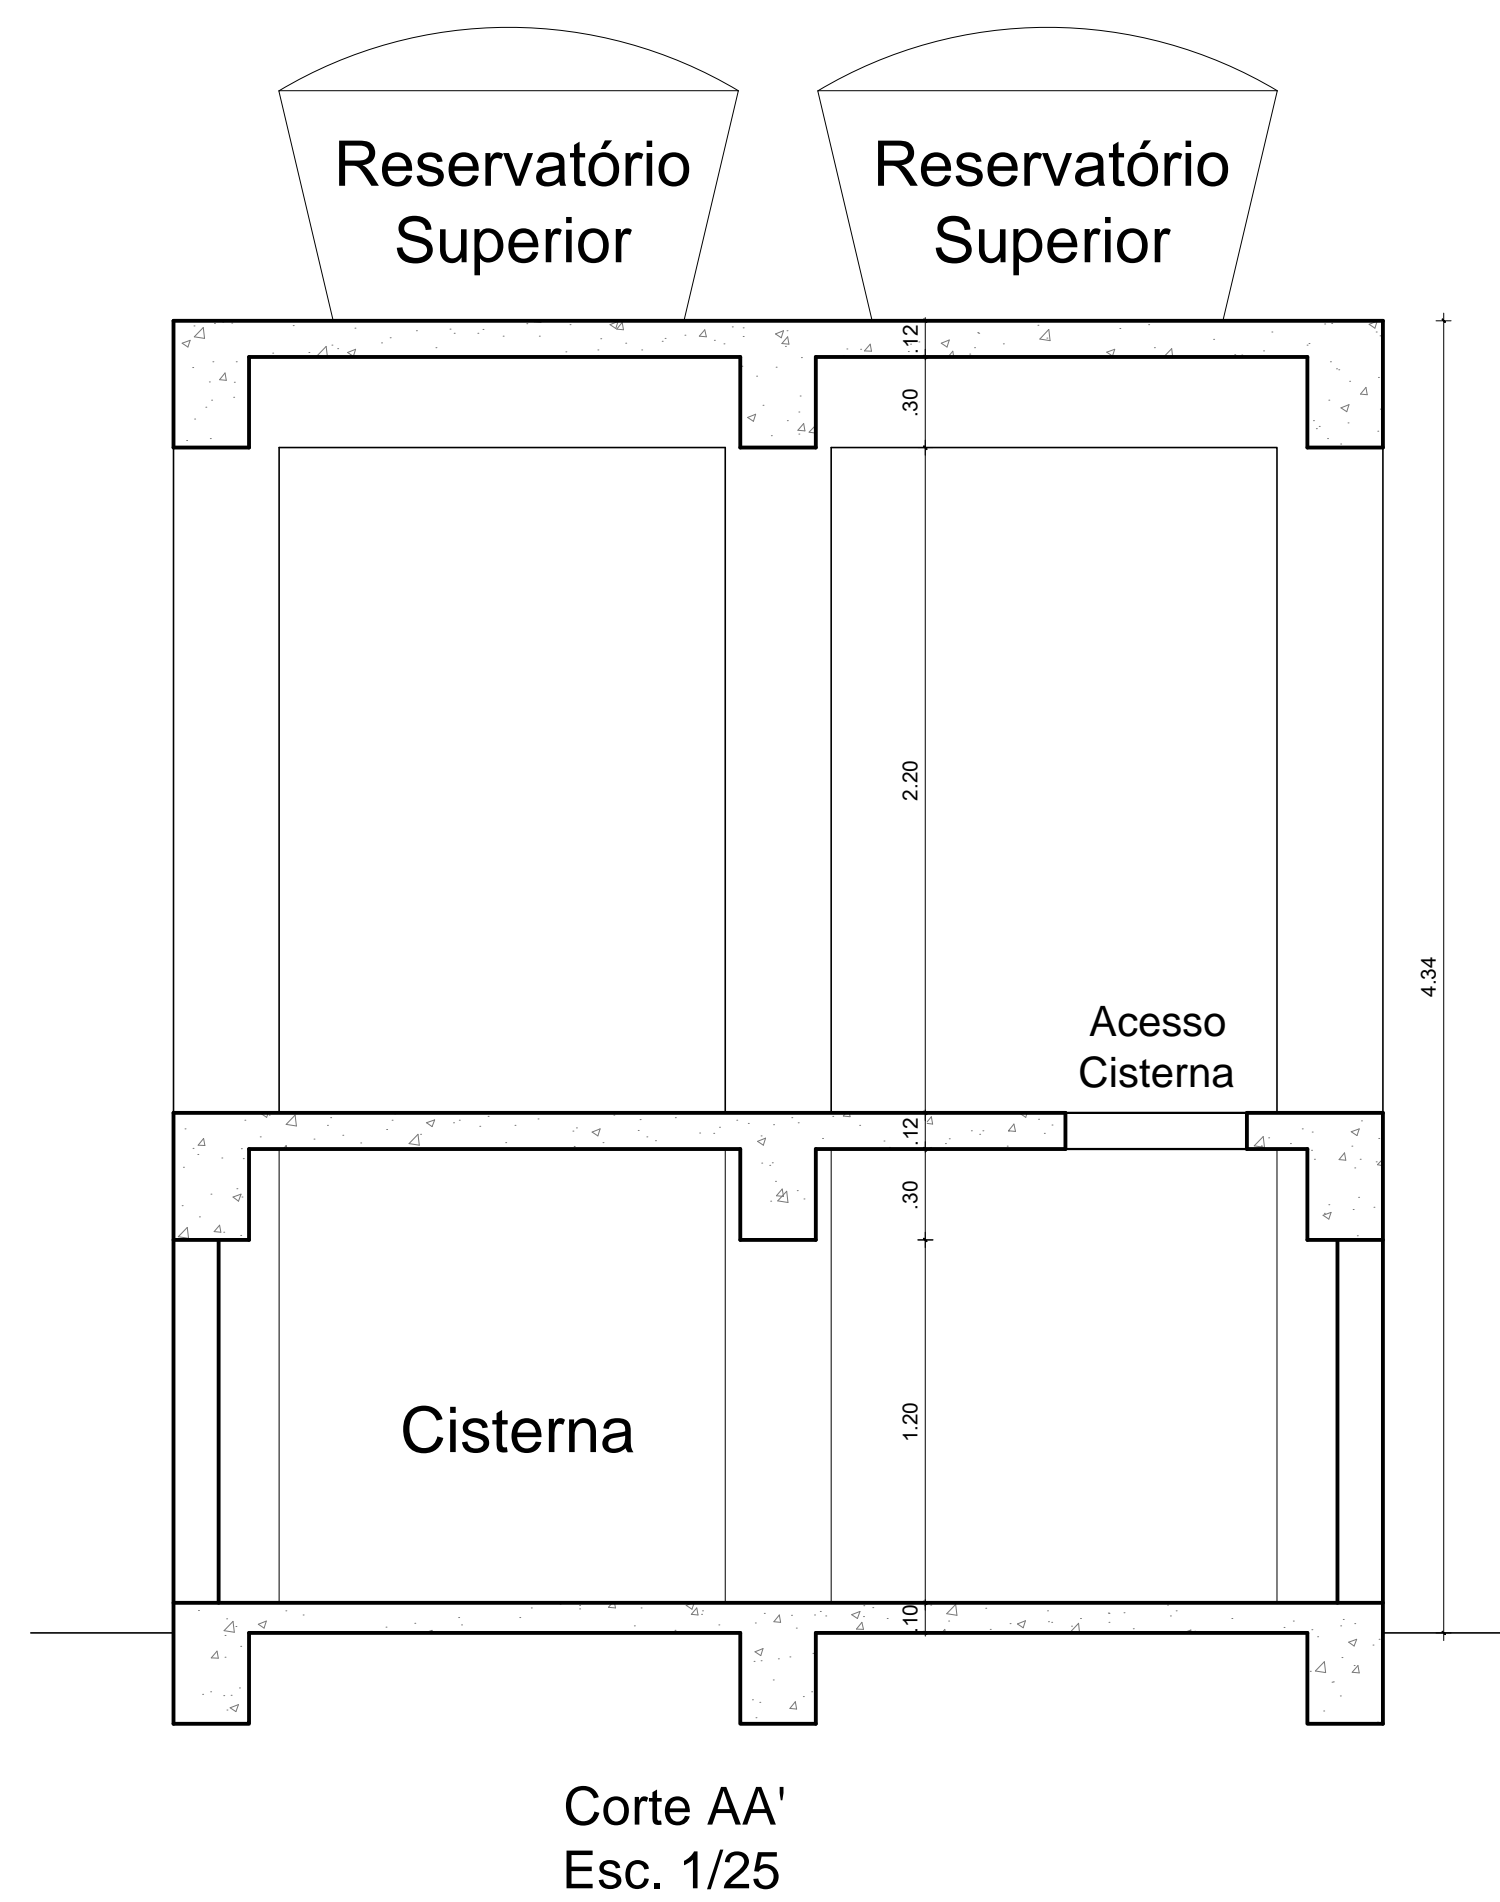 Reservatório
Superior
Reservatório
Superior
.12
.30
2.20
4.34
Acesso
Cisterna
.12
.30
1.20
Cisterna
.10
Corte AA'
Esc. 1/25